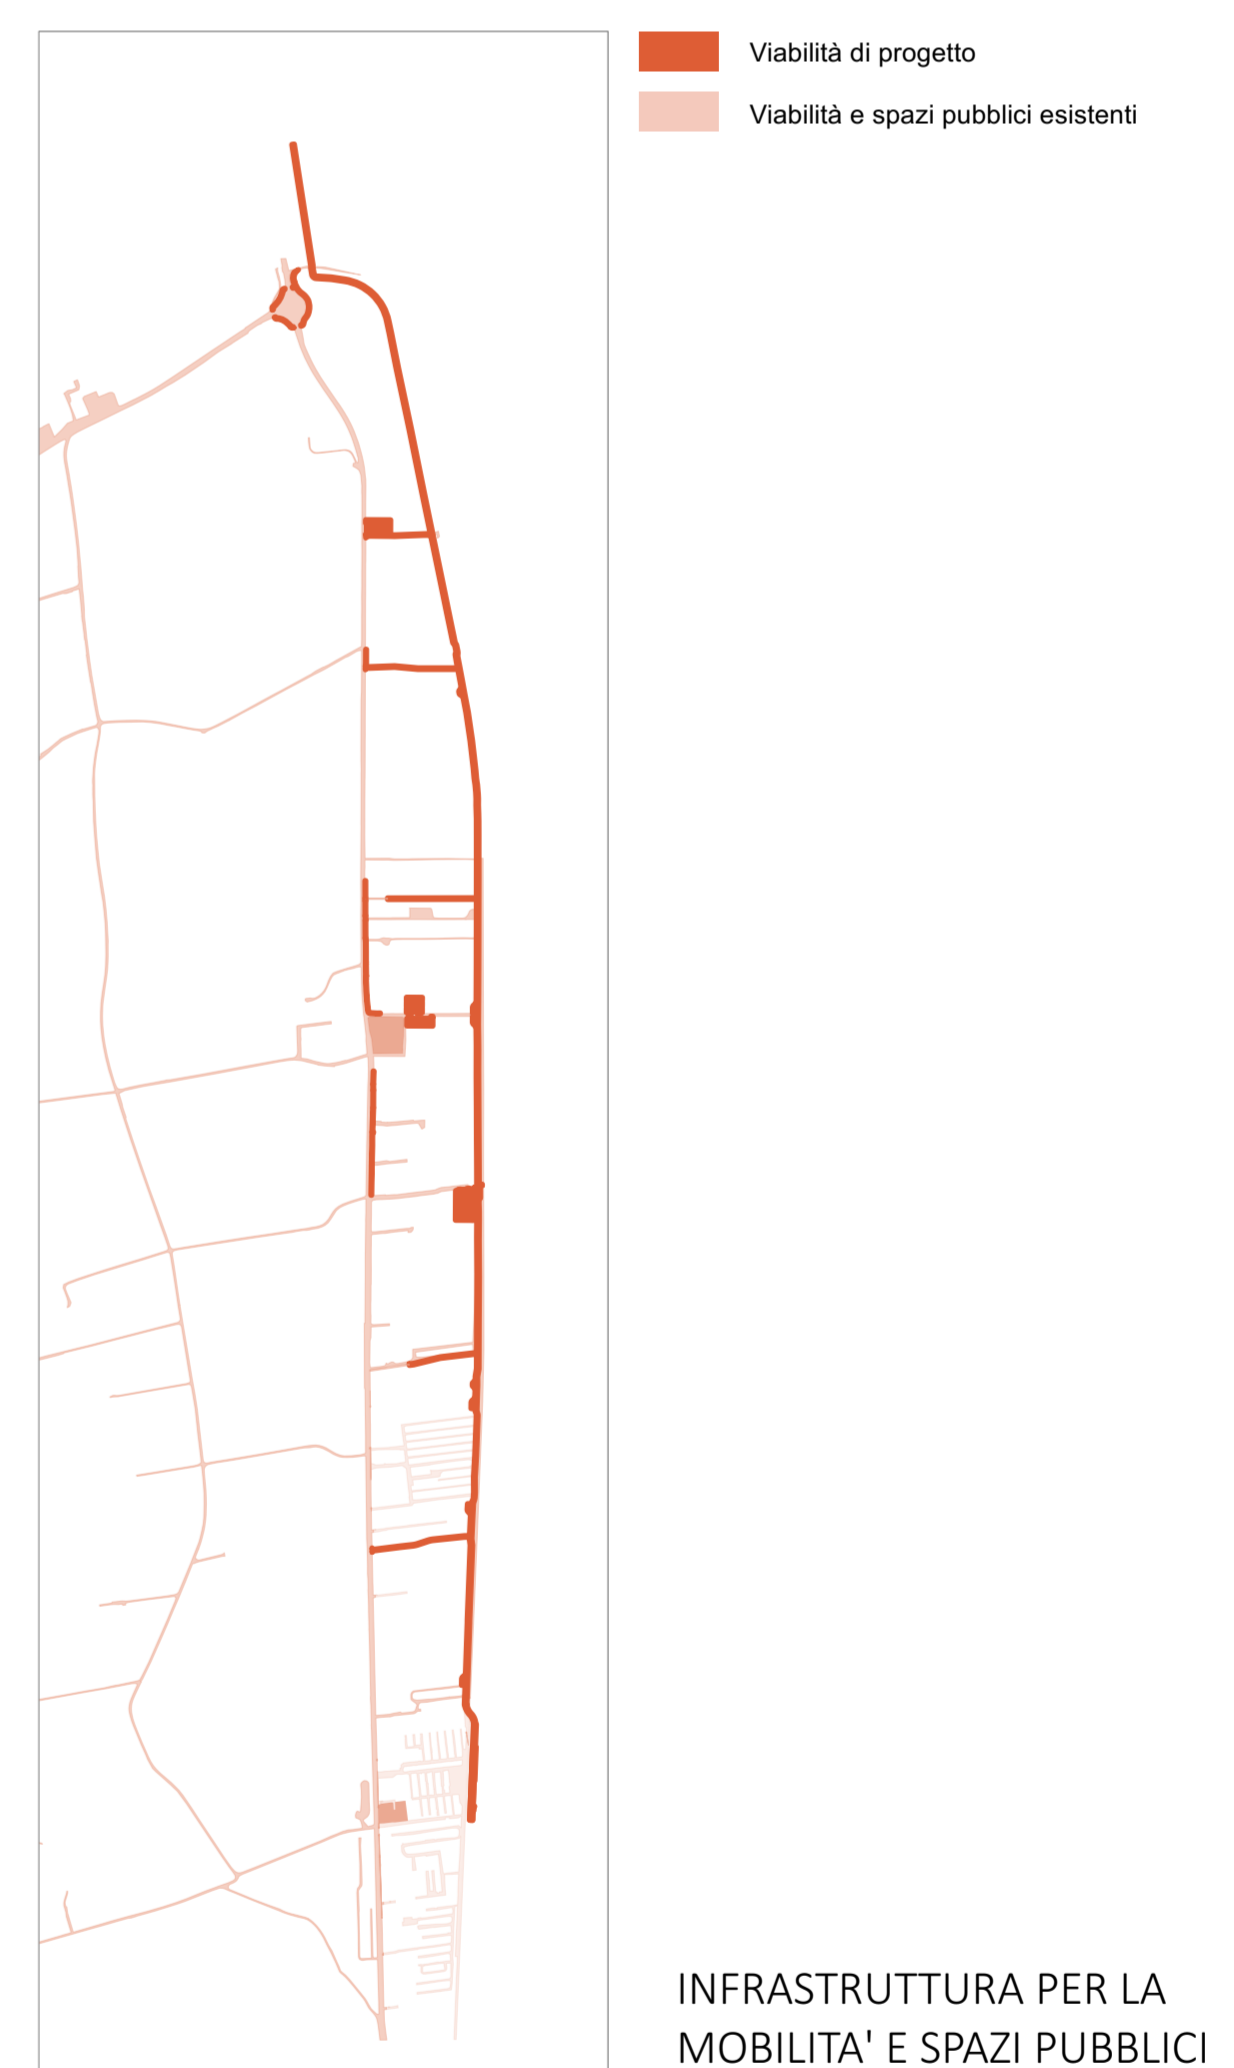 Viabilità di progetto
Viabilità e spazi pubblici esistenti
INFRASTRUTTURA PER LA
MOBILITA' E SPAZI PUBBLICI